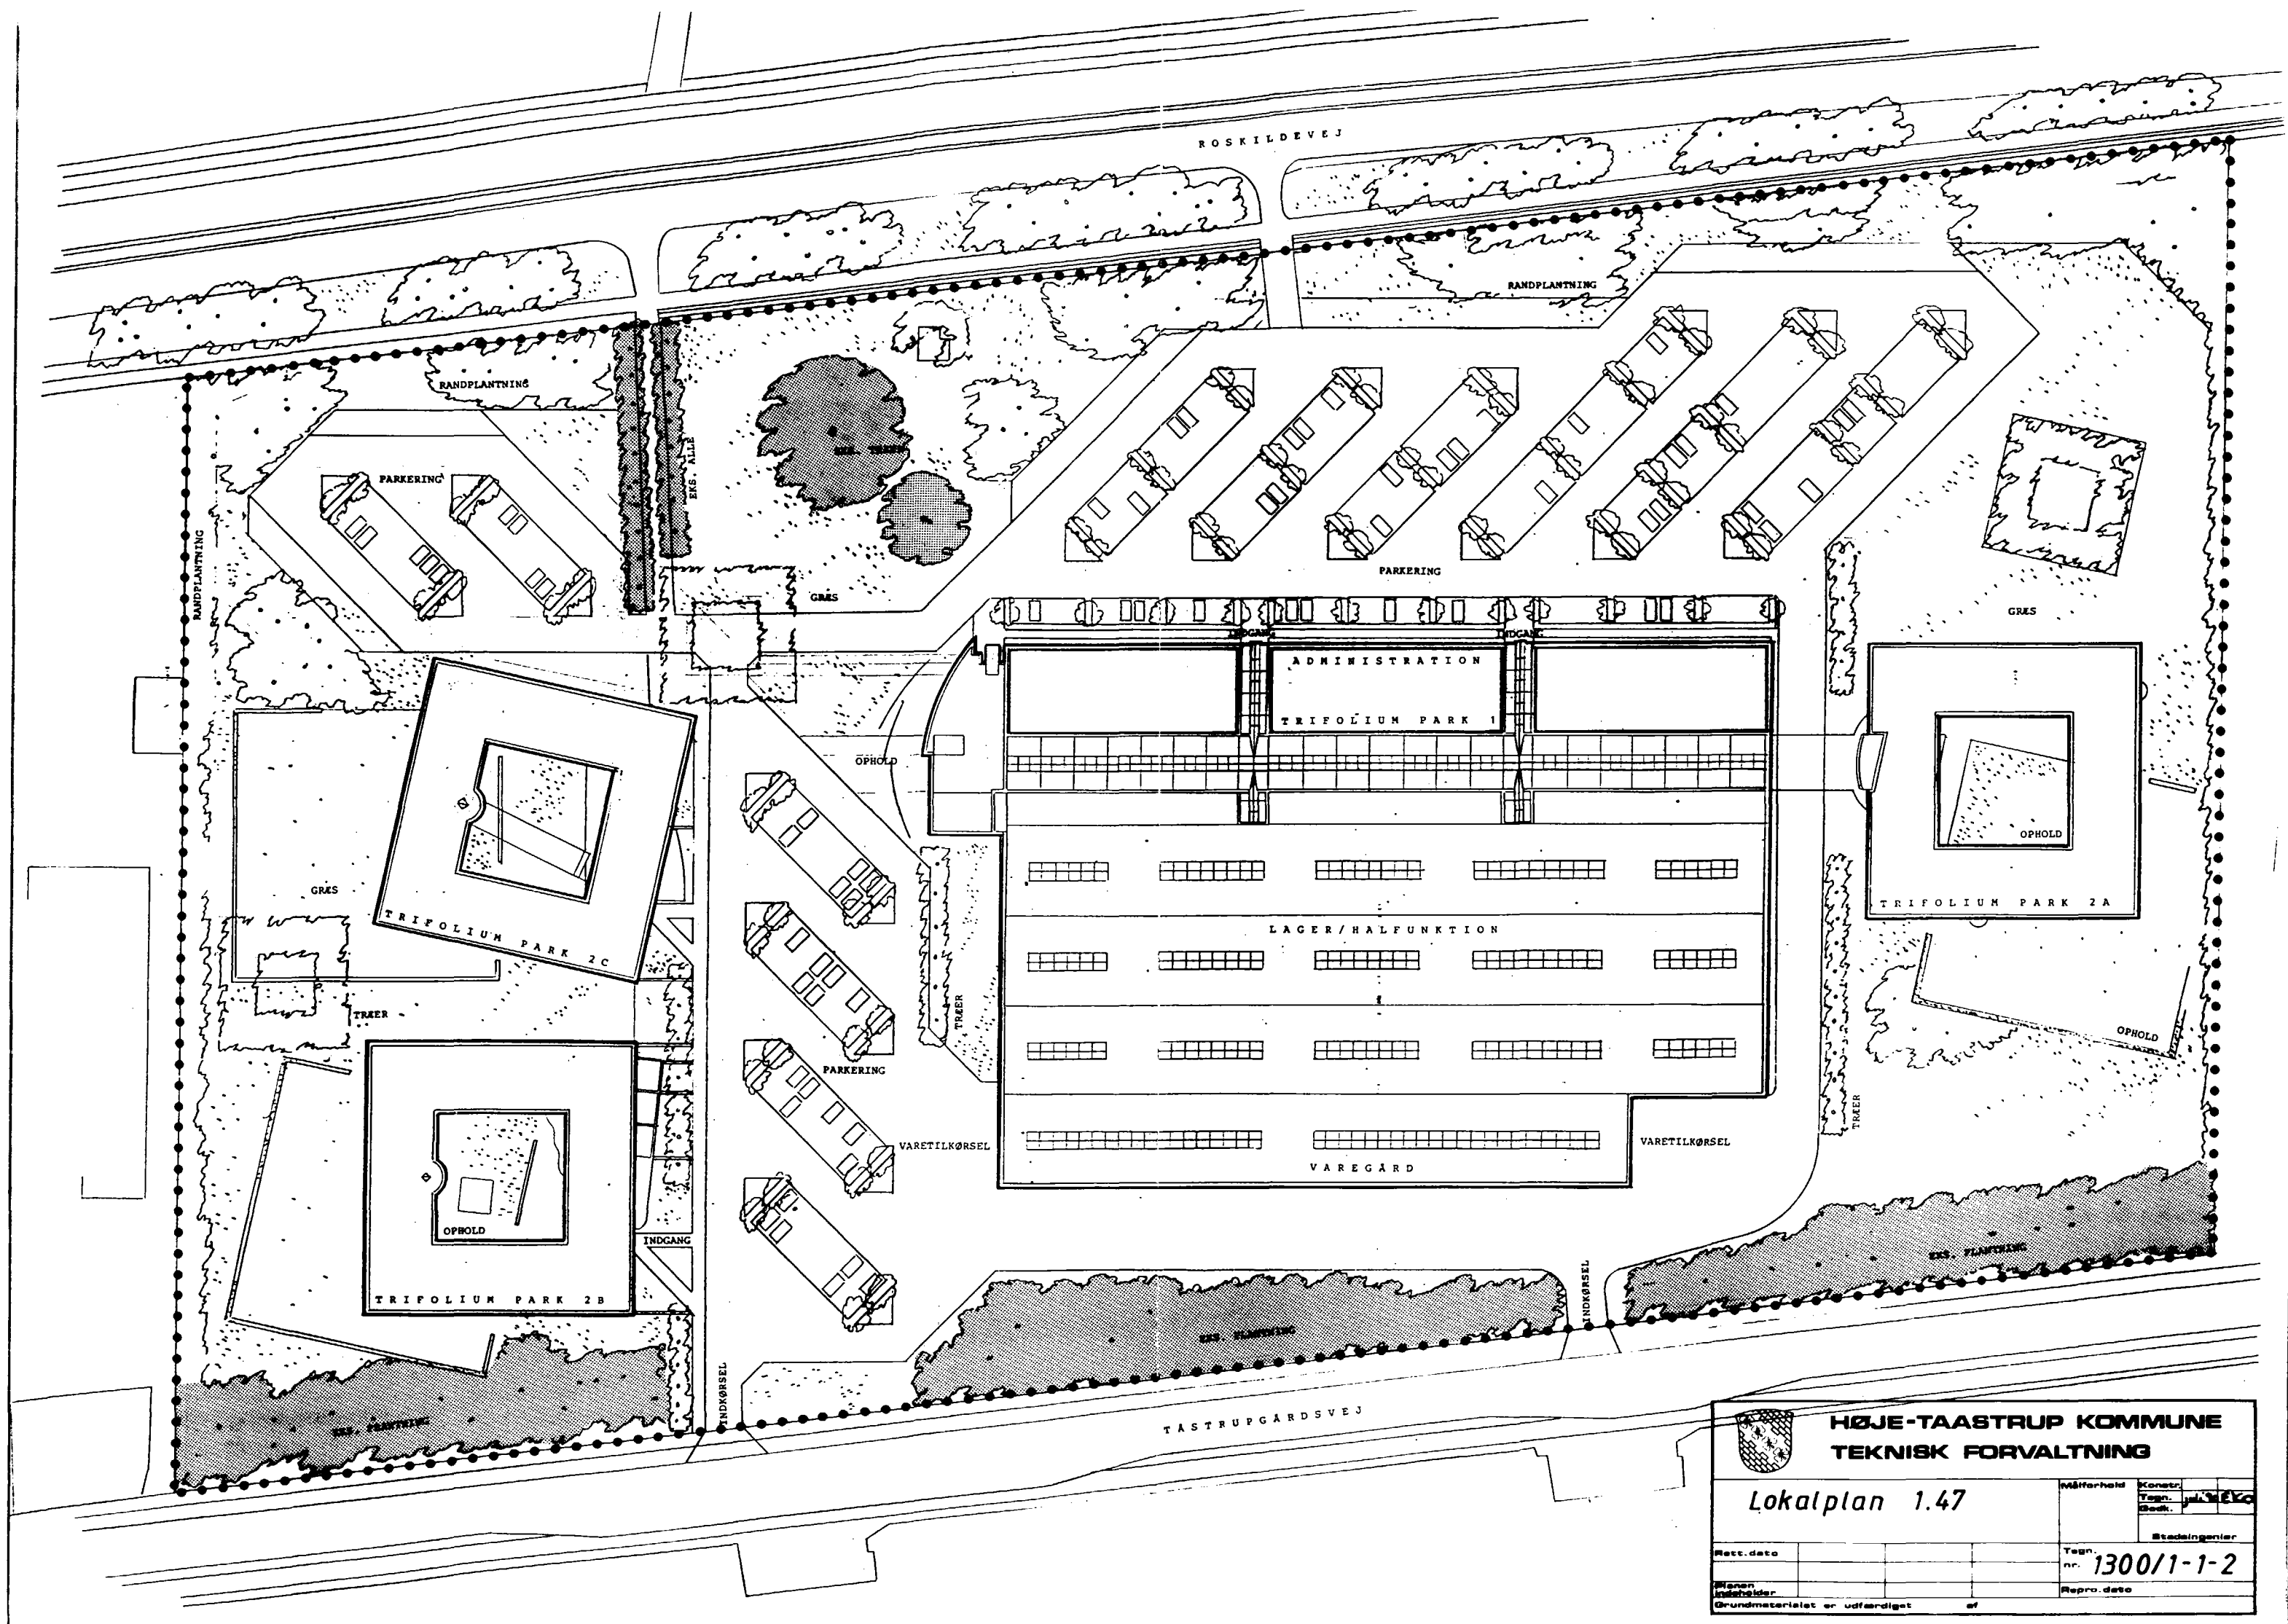 ROSKILDEVEJ
RANDPLANTNING
RANDPLANTNING
EKS. ALLE
PARKERING
RANDPLANTNING
PARKERING
GRÆS
GRÆS
INDGANG
INDGANG
ADMINISTRATION
TRIFOLIUM PARK 1
OPHOLD
OPHOLD
TRIFOLIUM PARK 2A
GRÆS
TRIFOLIUM PARK 2C
LAGER/HALFUNKTION
TRÆER
TRÆER
OPHOLD
PARKERING
TRÆER
VARETILKØRSEL
VARETILKØRSEL
VAREGÅRD
OPHOLD
INDGANG
TRIFOLIUM PARK 2B
EKS. PLANTNING
INDKØRSEL
EKS. PLANTNING
INDKØRSEL
EKS. PLANTNING
TÅSTRUPGÅRDSVEJ
HØJE-TAASTRUP KOMMUNE
TEKNISK FORVALTNING
Lokalplan 1.47
Målforhold
Konstr.
Tegn.
Godk.
Stadsingeniør
Rett.dato
Tegn.
nr. 1300/1-1-2
Planen
indeholder
Repro.dato
Grundmaterialet er udfærdiget af